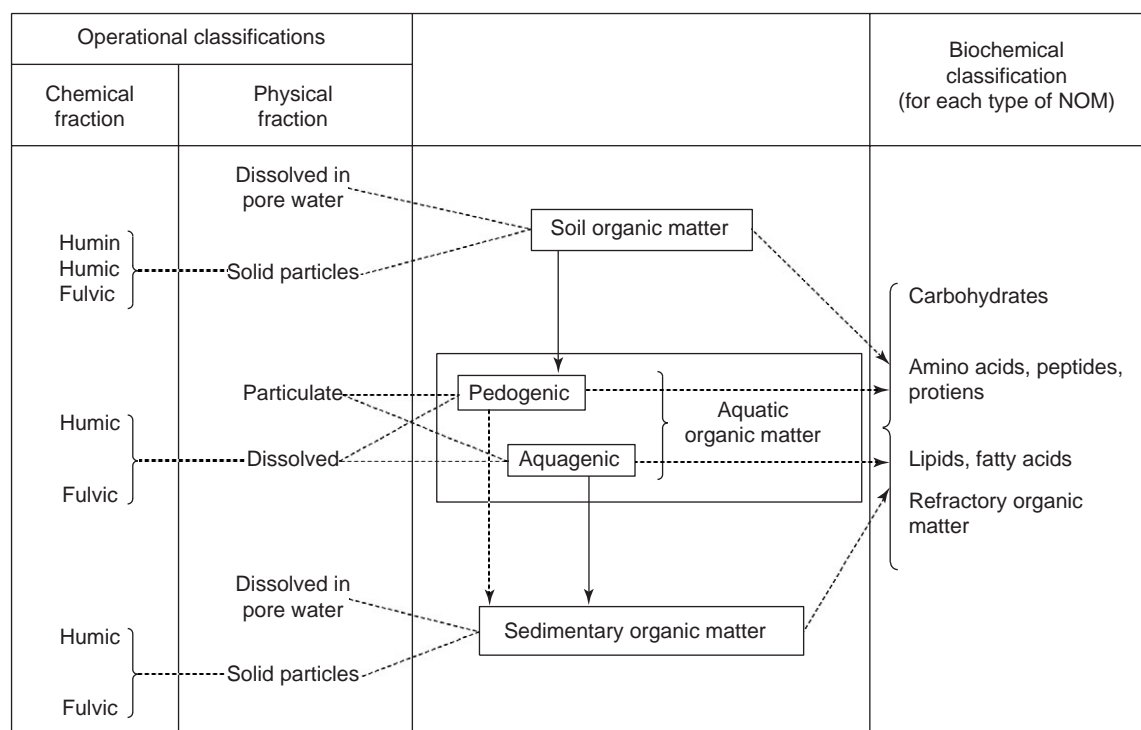 Operational classifications
Chemical
fraction
Physical
fraction
Biochemical
classification
(for each type of NOM)
Dissolved in
pore water
Soil organic matter
Humin
Humic
Fulvic
Solid particles
Carbohydrates
Particulate
Pedogenic
Amino acids, peptides,
protiens
Humic
Aquatic
organic matter
Dissolved
Aquagenic
Lipids, fatty acids
Fulvic
Refractory organic
matter
Dissolved in
pore water
Sedimentary organic matter
Humic
Solid particles
Fulvic